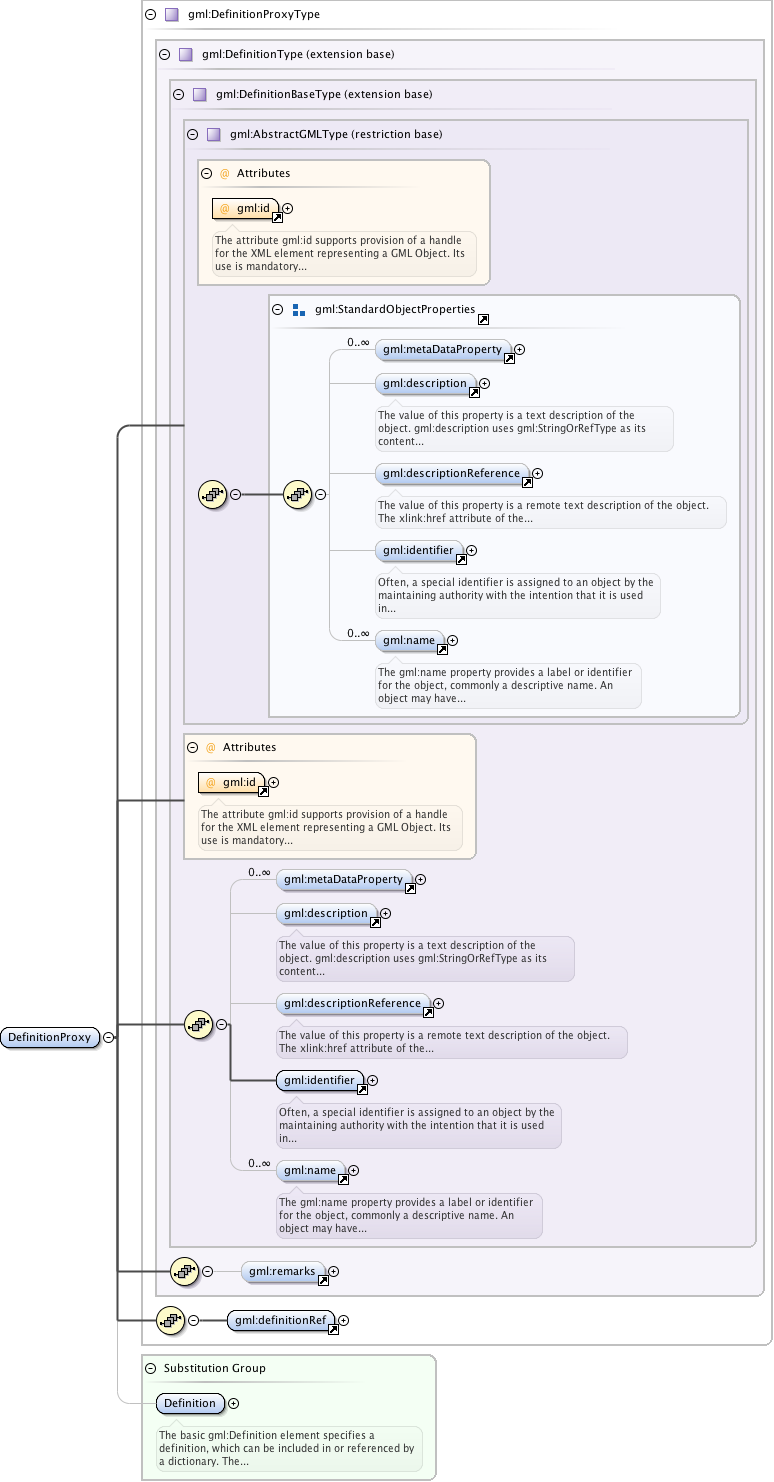 gml:DefinitionProxyType
gml:DefinitionType (extension base)
gml:DefinitionBaseType (extension base)
gml:AbstractGMLType (restriction base)
@ Attributes
@ gml:id
The attribute gml:id supports provision of a handle
for the XML element representing a GML Object. Its
use is mandatory...
gml:StandardObjectProperties
0..∞
gml:metaDataProperty
gml:description
The value of this property is a text description of the
object. gml:description uses gml:StringOrRefType as its
content...
gml:descriptionReference
The value of this property is a remote text description of the object.
The xlink:href attribute of the...
gml:identifier
Often, a special identifier is assigned to an object by the
maintaining authority with the intention that it is used
in...
0..∞
gml:name
The gml:name property provides a label or identifier
for the object, commonly a descriptive name. An
object may have...
@ Attributes
@ gml:id
The attribute gml:id supports provision of a handle
for the XML element representing a GML Object. Its
use is mandatory...
0..∞
gml:metaDataProperty
gml:description
The value of this property is a text description of the
object. gml:description uses gml:StringOrRefType as its
content...
gml:descriptionReference
The value of this property is a remote text description of the object.
The xlink:href attribute of the...
DefinitionProxy
gml:identifier
Often, a special identifier is assigned to an object by the
maintaining authority with the intention that it is used
in...
0..∞
gml:name
The gml:name property provides a label or identifier
for the object, commonly a descriptive name. An
object may have...
gml:remarks
gml:definitionRef
Substitution Group
Definition
The basic gml:Definition element specifies a
definition, which can be included in or referenced by
a dictionary. The...